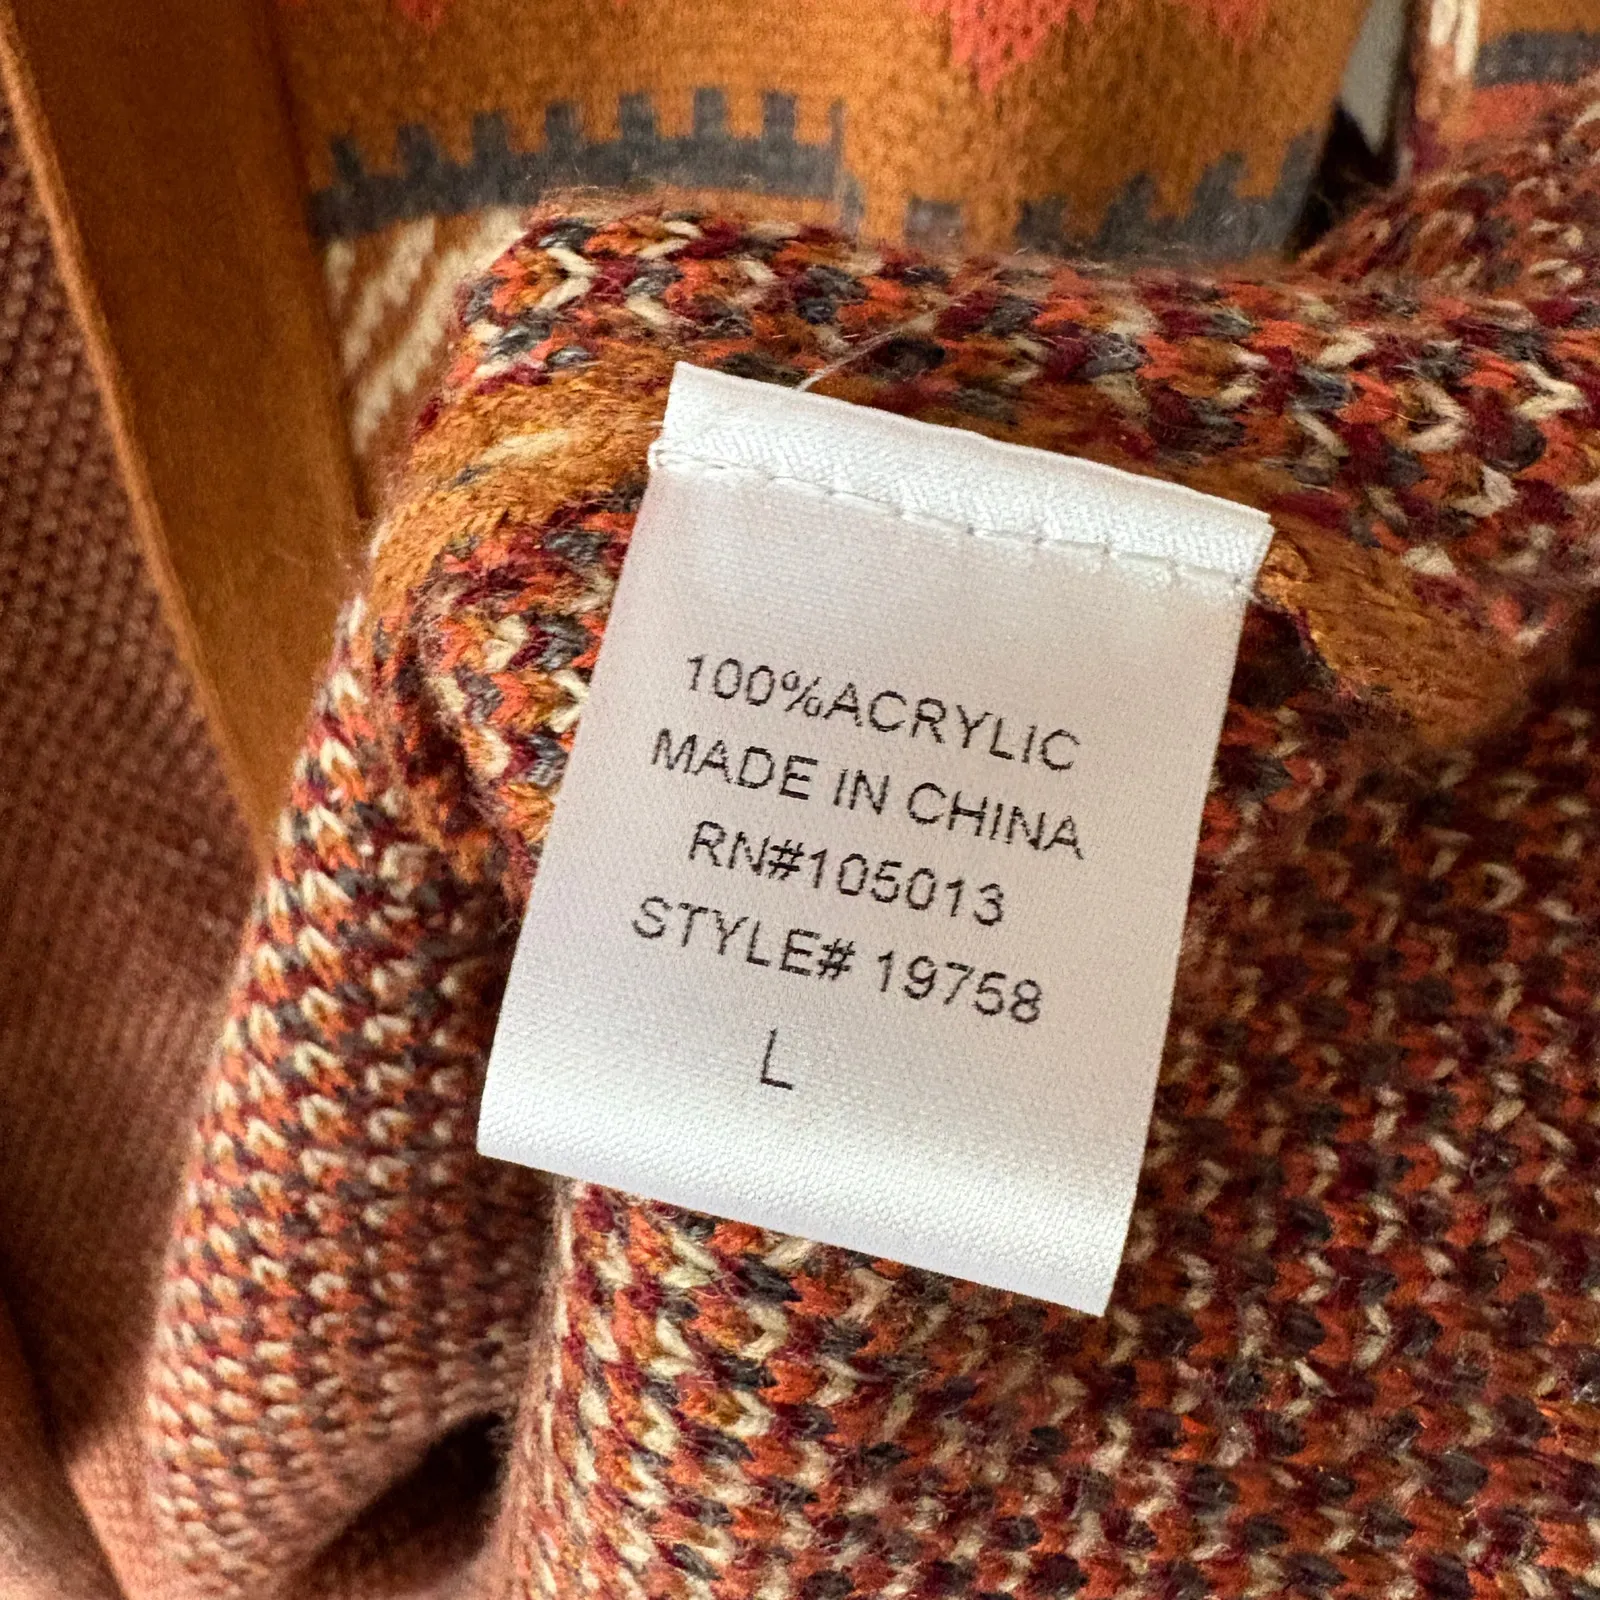 100%ACRYLIC
MADE IN CHINA
RN#105013
STYLE# 19758
L